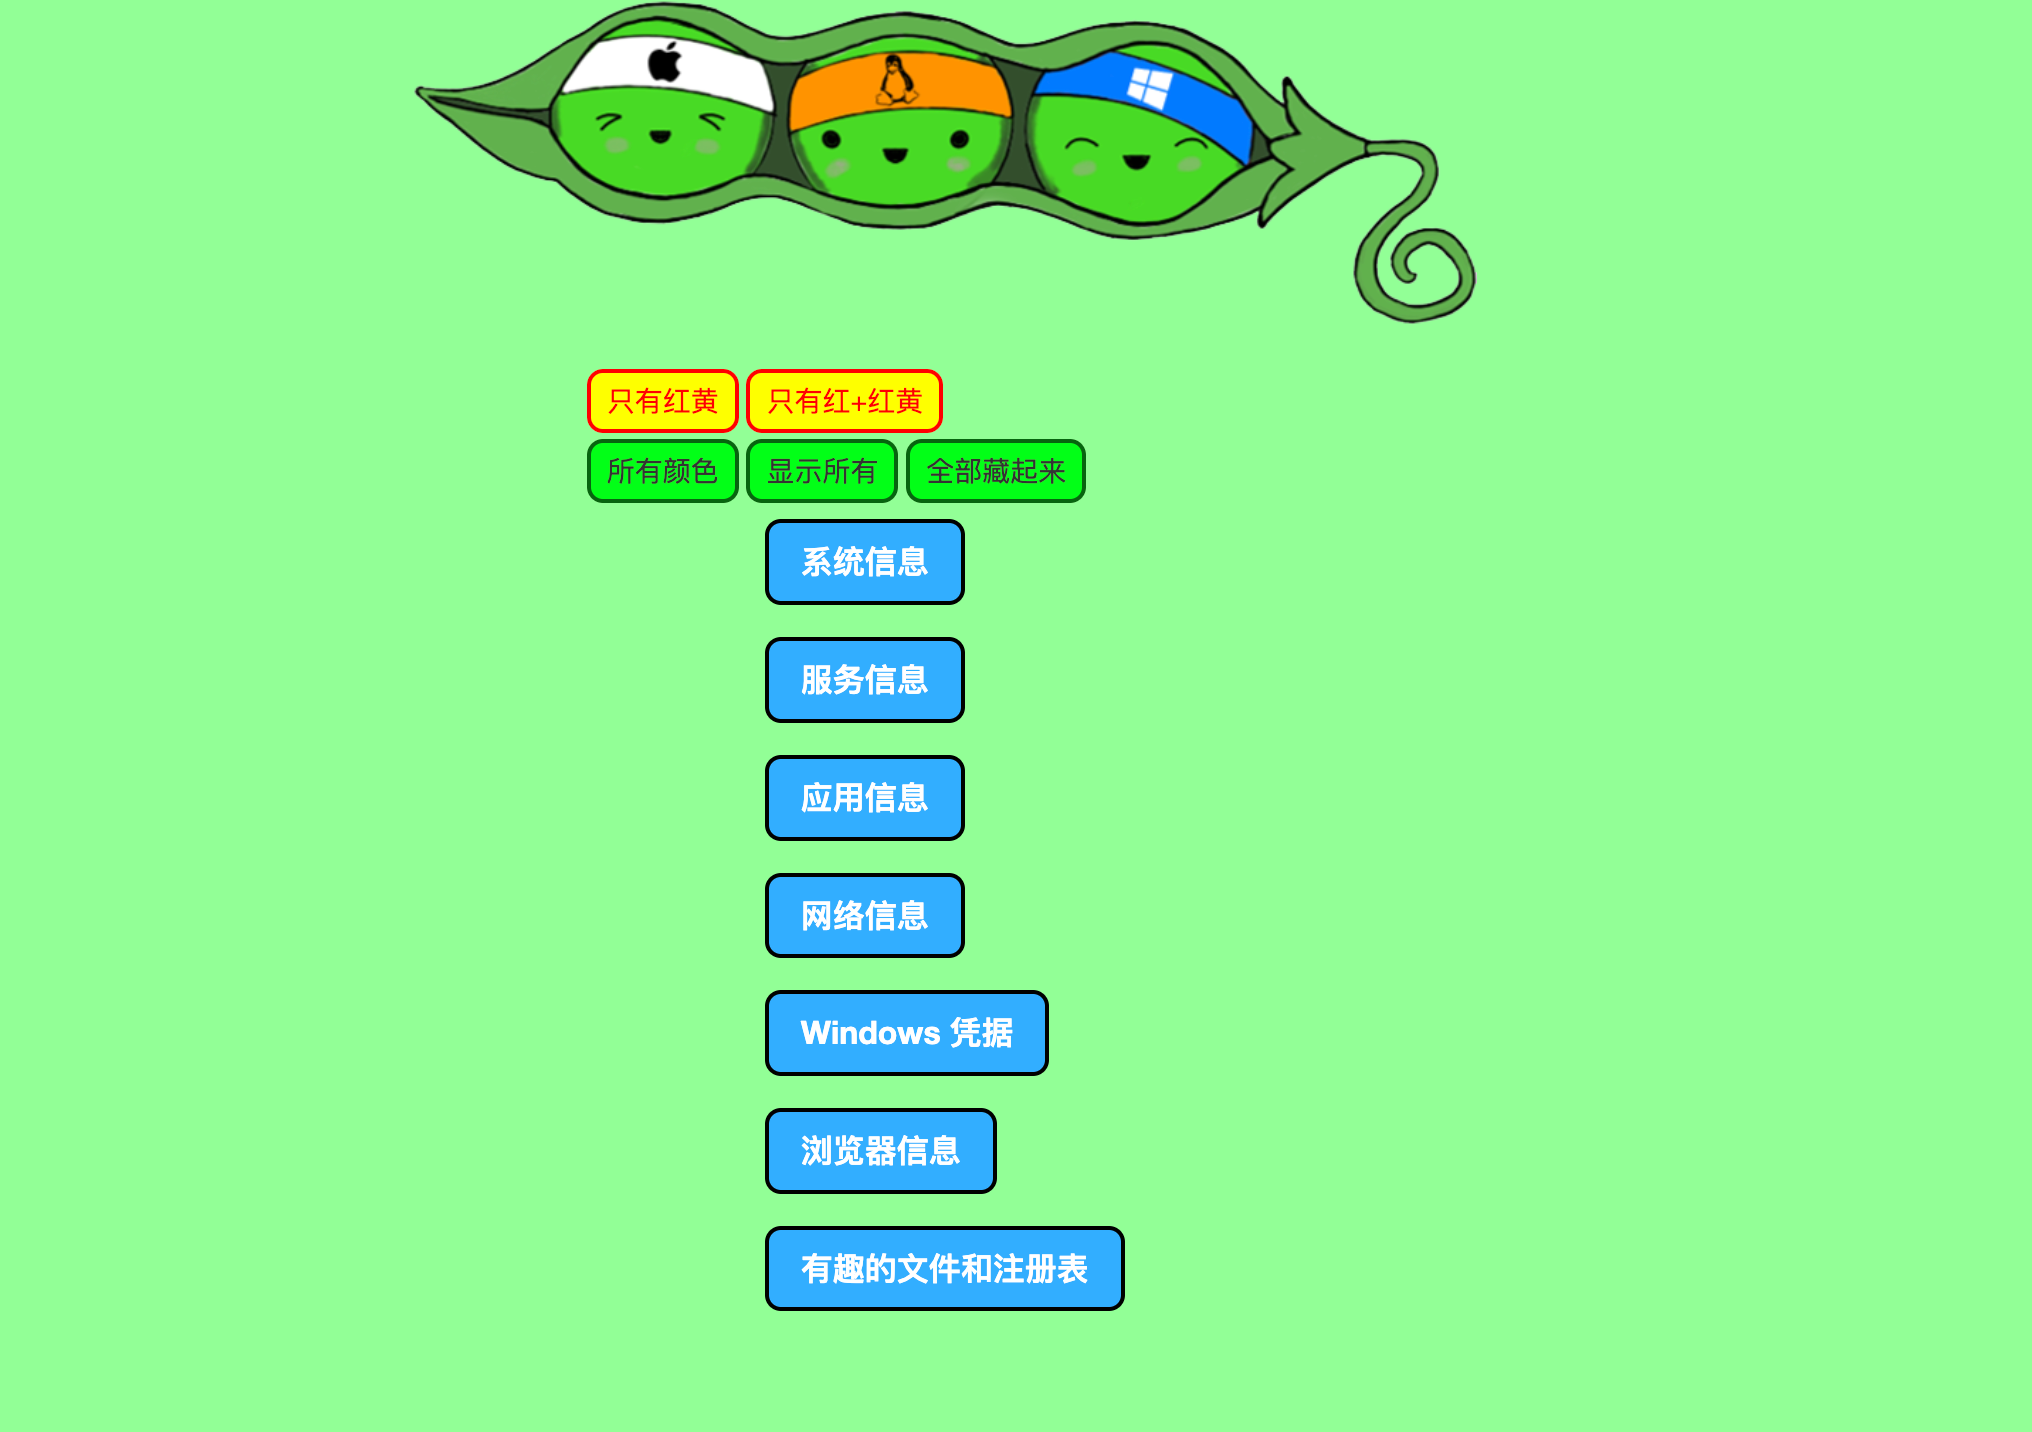 只有红黄 只有红+红黄
所有颜色 显示所有 全部藏起来
系统信息
服务信息
应用信息
网络信息
Windows 凭据
浏览器信息
有趣的文件和注册表